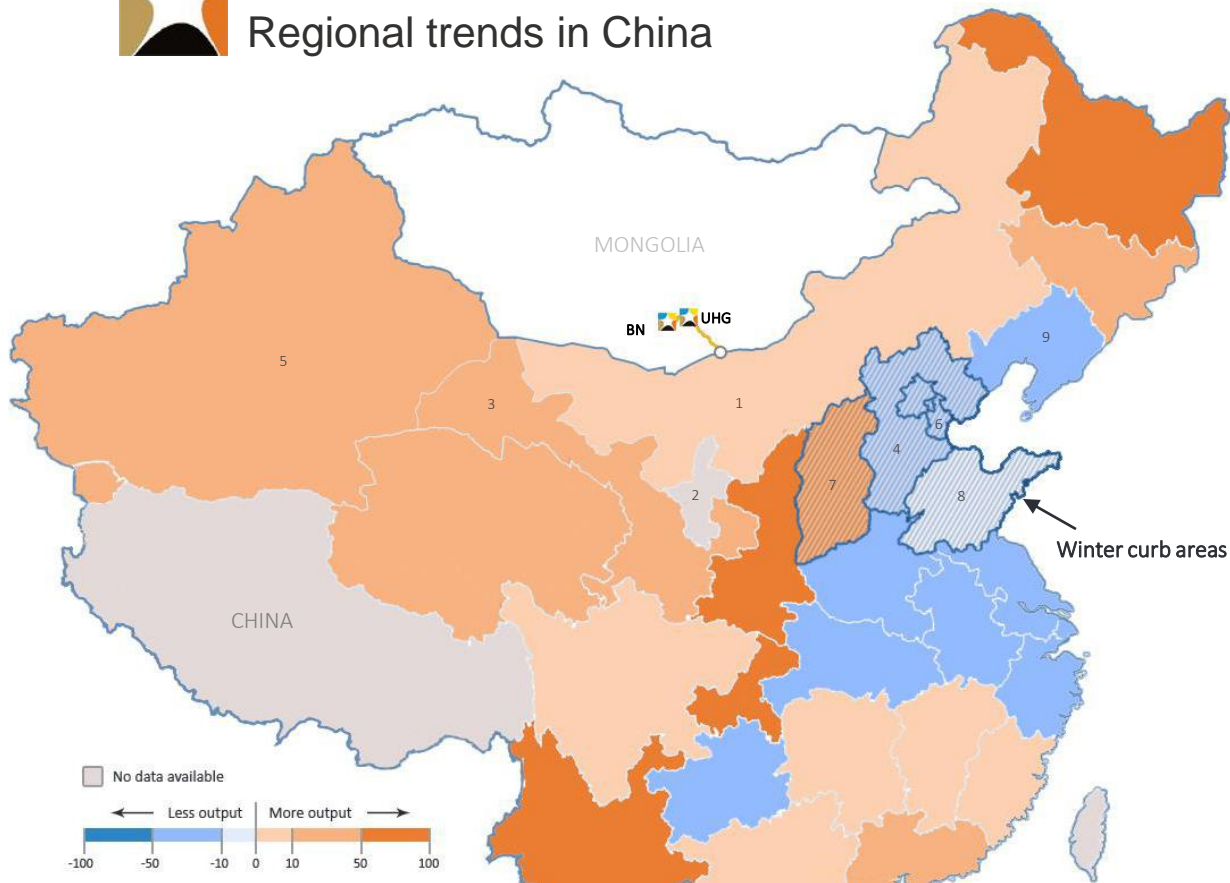 Regional trends in China
MONGOLIA
BN
UHG
9
5
3
1
6
4
7
2
8
Winter curb areas
CHINA
No data available
Less output
More output
-100
-50
-10
0
10
50
100